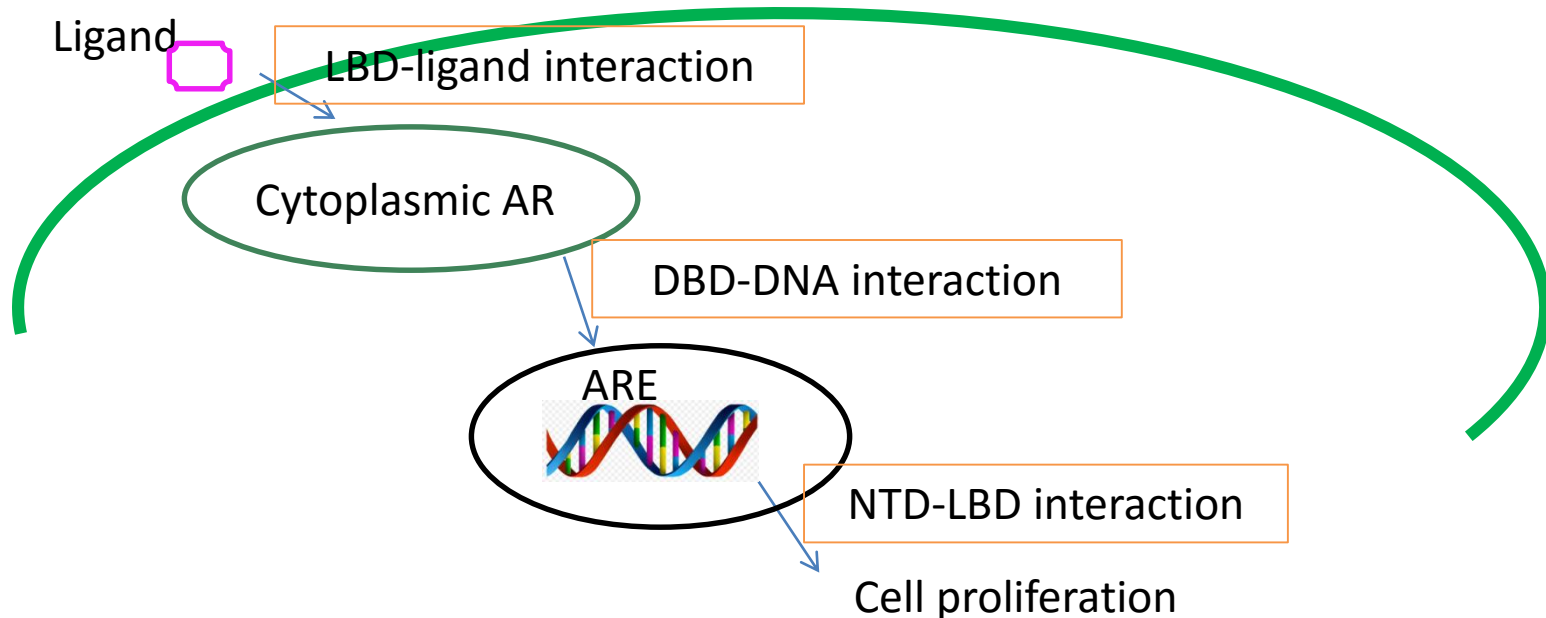 Ligand
LBD-ligand interaction
Cytoplasmic AR
DBD-DNA interaction
ARE
NTD-LBD interaction
Cell proliferation